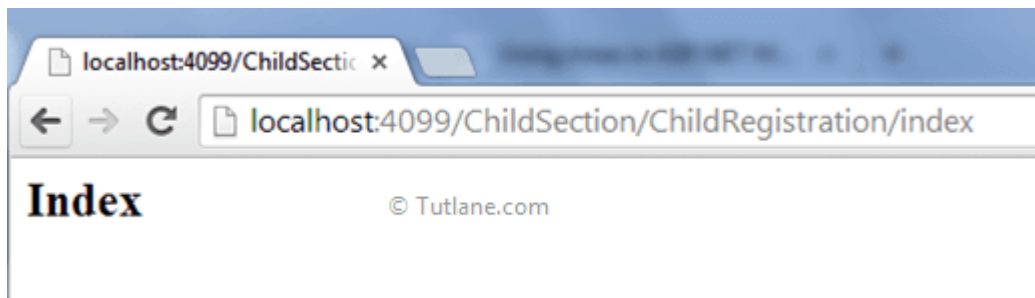 localhost:4099/ChildSectic
localhost:4099/ChildSection/ChildRegistration/index
Index
© Tutlane.com